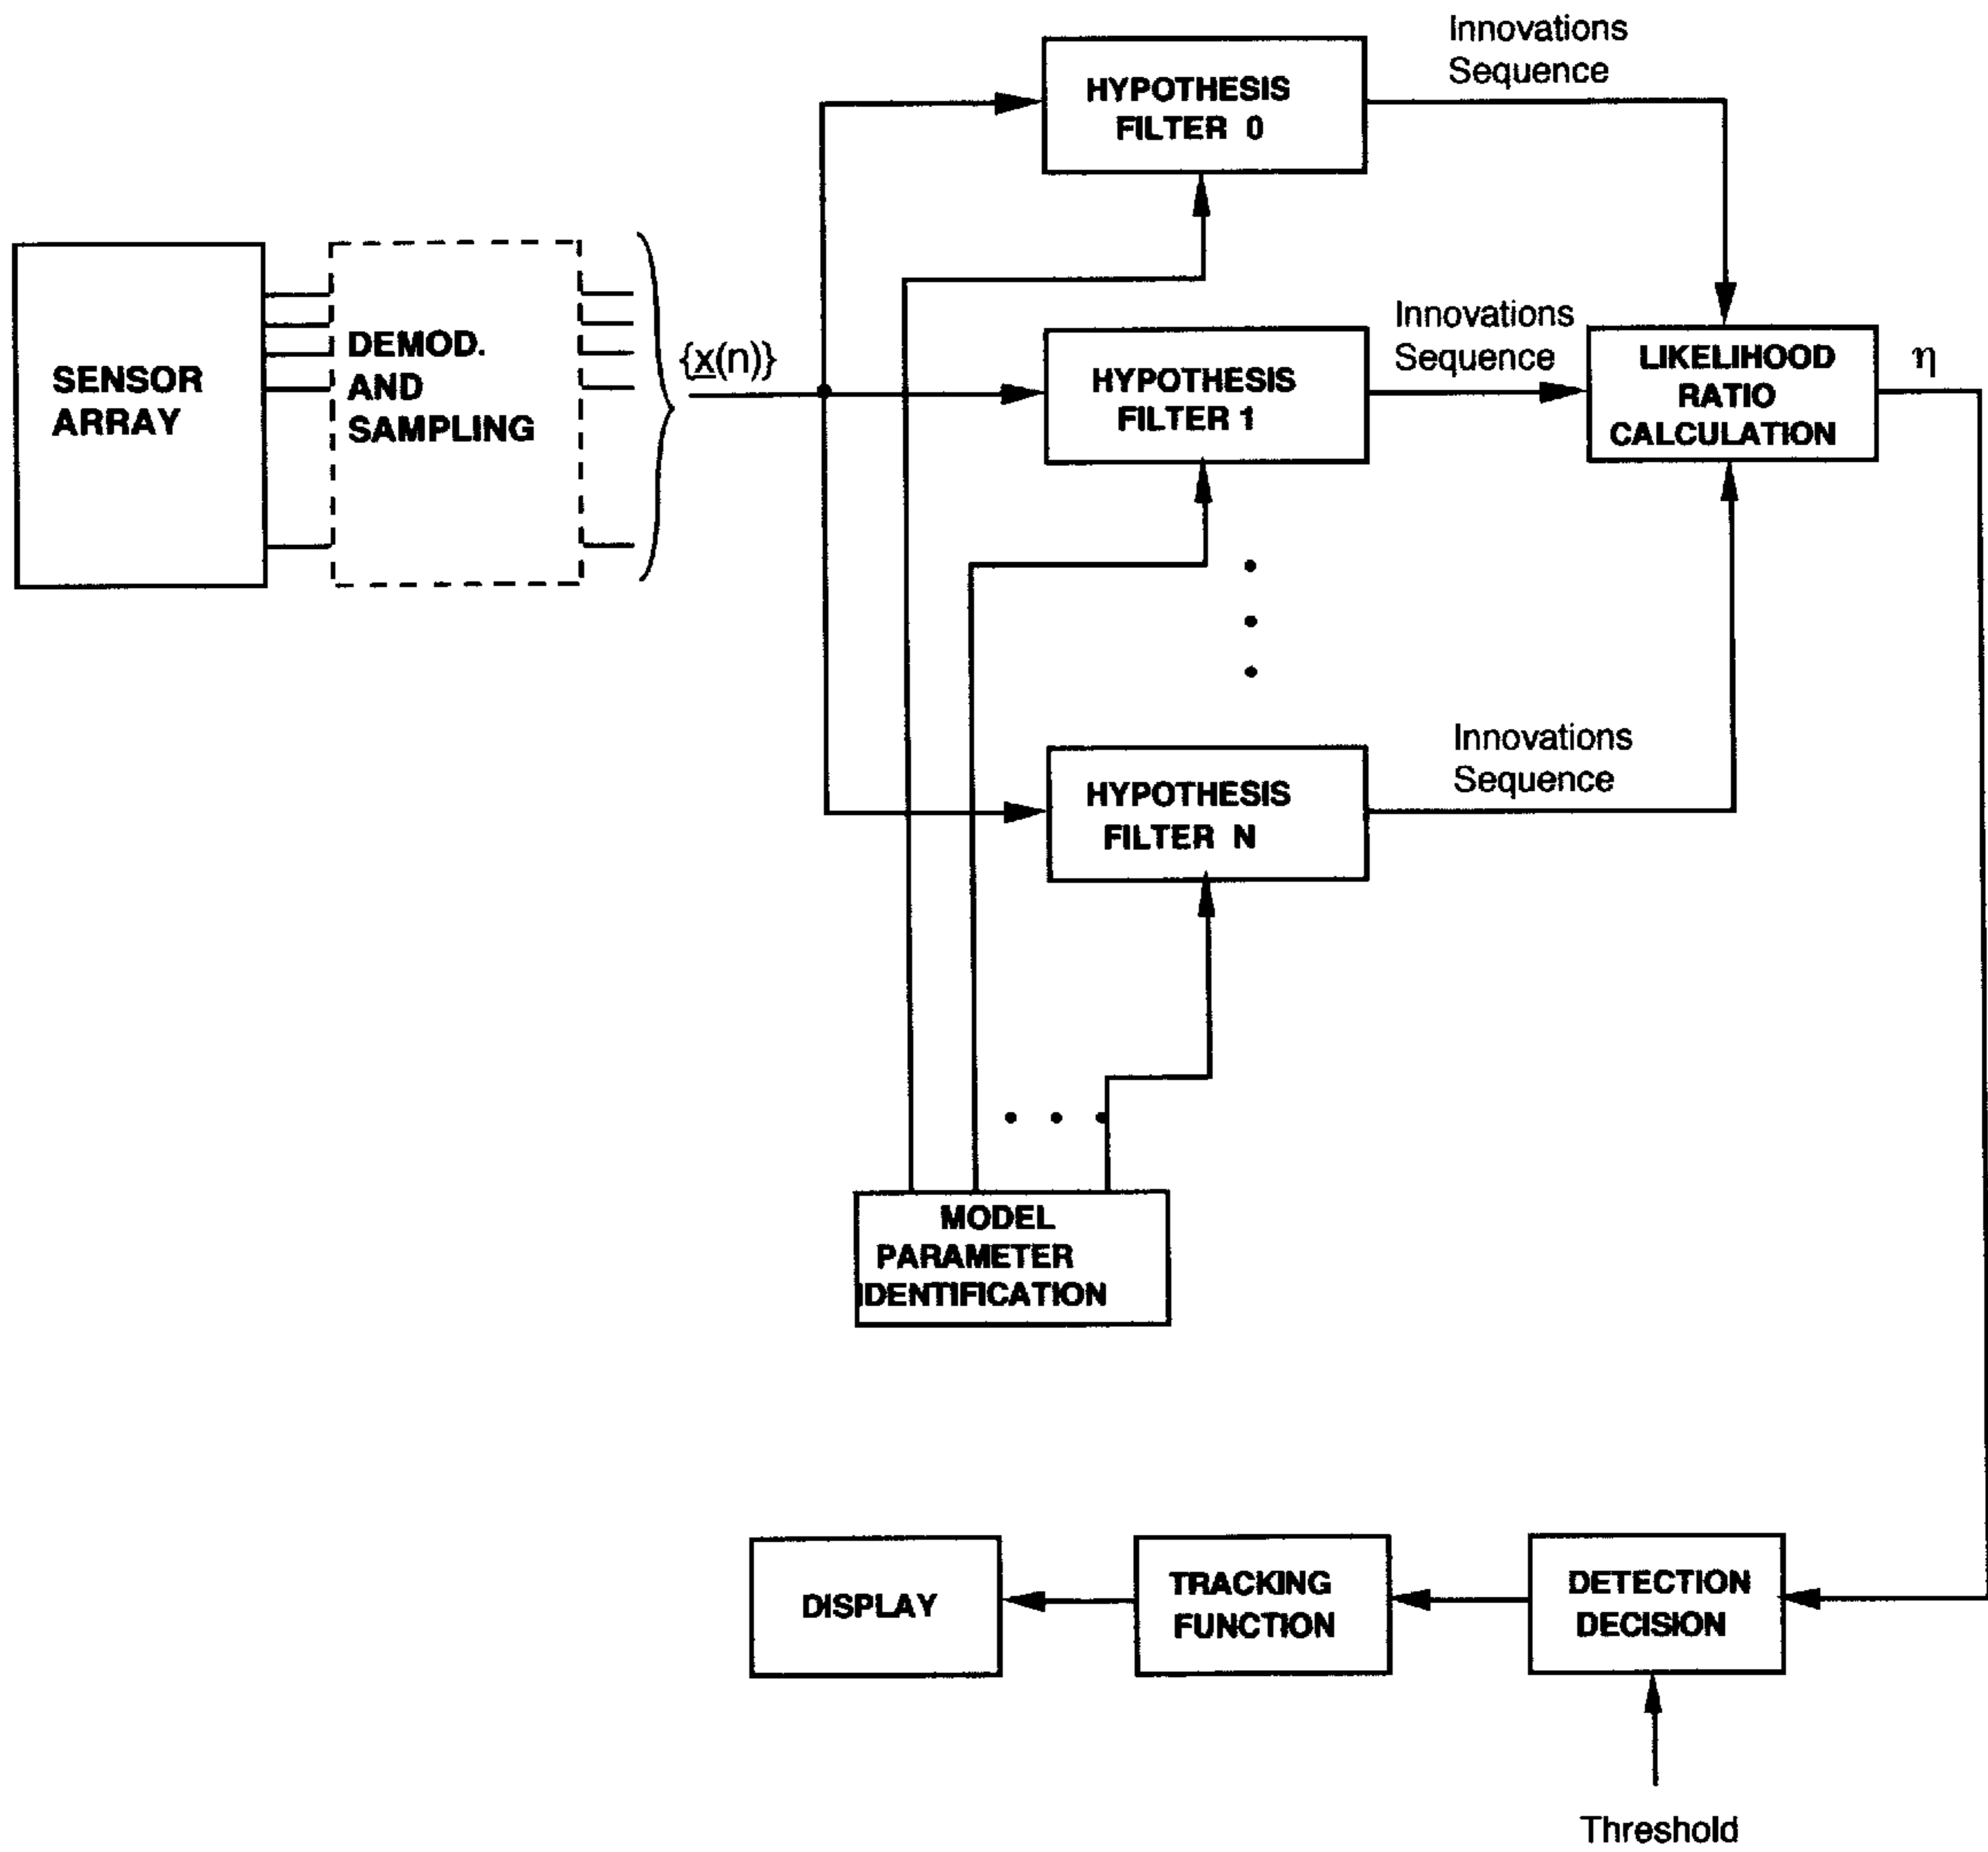 Innovations
Sequence
HYPOTHESIS
FILTER 0
SENSOR
ARRAY
DEMOD.
AND
SAMPLING
{x(n)}
HYPOTHESIS
FILTER 1
Innovations
Sequence
LIKELIHOOD
RATIO
CALCULATION
η
HYPOTHESIS
FILTER N
Innovations
Sequence
MODEL
PARAMETER
IDENTIFICATION
DISPLAY
TRACKING
FUNCTION
DETECTION
DECISION
Threshold